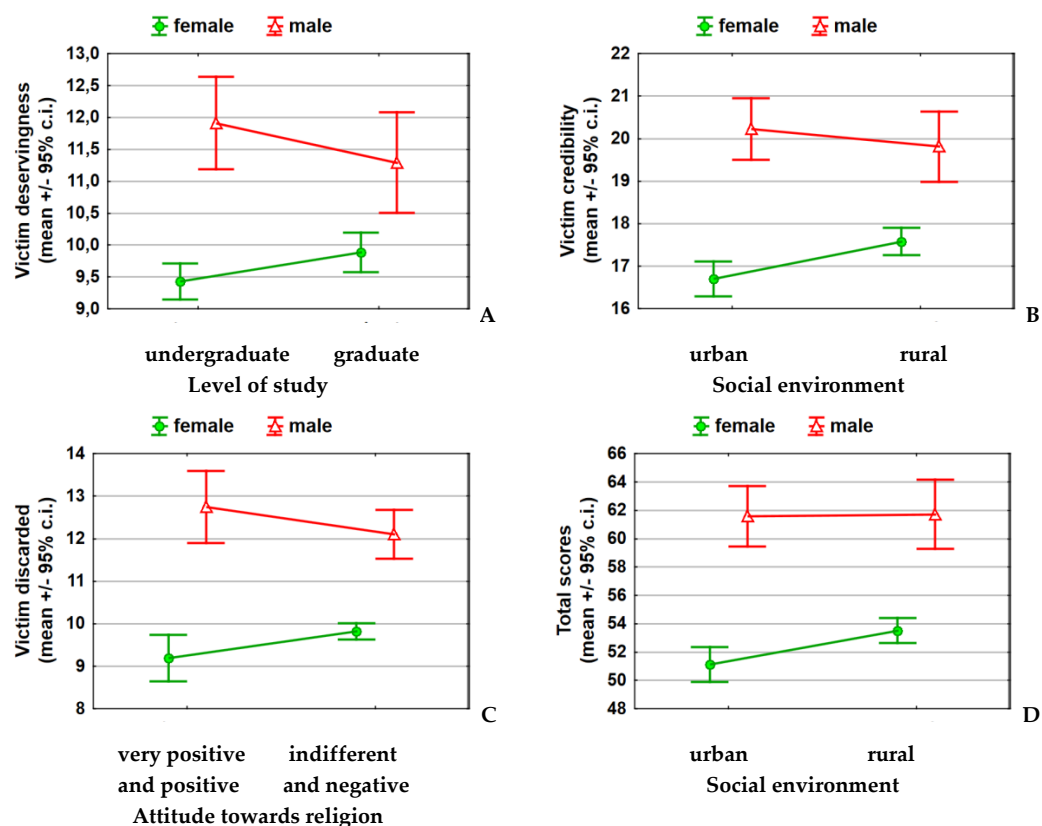 female male
Victim deservingness
(mean +/- 95% c.i.)
13,0
12,5
12,0
11,5
11,0
10,5
10,0
9,5
9,0
A
undergraduate graduate
Level of study
female male
Victim credibility
(mean +/- 95% c.i.)
22
21
20
19
18
17
16
B
urban rural
Social environment
female male
Victim discarded
(mean +/- 95% c.i.)
14
13
12
11
10
9
8
C
very positive indifferent
and positive and negative
Attitude towards religion
female male
Total scores
(mean +/- 95% c.i.)
66
64
62
60
58
56
54
52
50
48
D
urban rural
Social environment